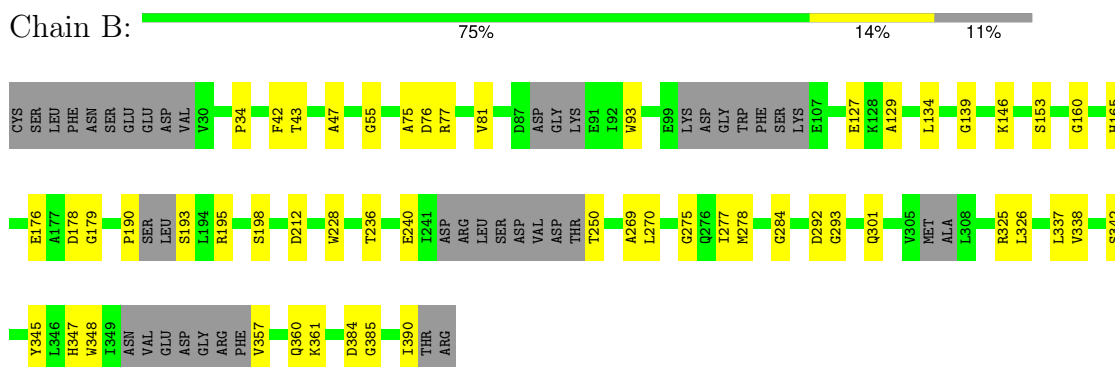 Chain B:
75% 14% 11%
CYS SER LEU PHE ASN SER GLU GLU ASP VAL V30 P34 F42 T43 A47 G55 A75 D76 R77 V81 D87 ASP GLY LYS E91 I92 W93 E99 LYS ASP GLY TRP PHE SER LYS E107 E127 K128 A129 L134 G139 K146 S153 G160 H165
E176 A177 D178 G179 P190 SER LEU S193 L194 R195 S198 D212 W228 T236 E240 I241 ASP ARG LEU SER ASP VAL ASP THR T250 A269 L270 G275 Q276 I277 M278 G284 D292 G293 Q301 V305 MET ALA L308 R325 L326 L337 V338 S342
Y345 L346 H347 W348 I349 ASN VAL GLU ASP GLY ARG PHE V357 Q360 K361 D384 G385 I390 THR ARG